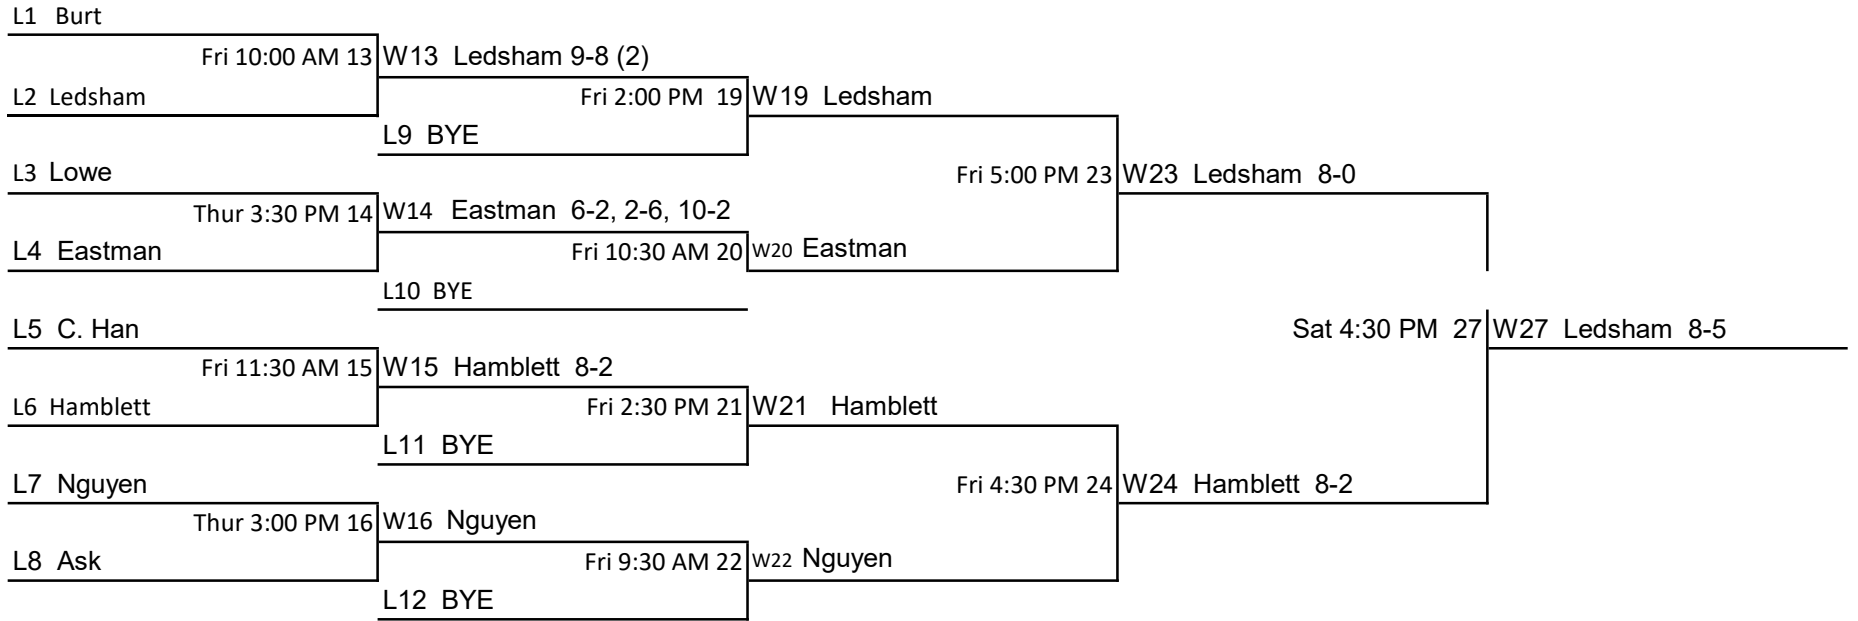 L1 Burt
Fri 10:00 AM 13 W13 Ledsham 9-8 (2)
L2 Ledsham
Fri 2:00 PM 19 W19 Ledsham
L9 BYE
L3 Lowe
Fri 5:00 PM 23 W23 Ledsham 8-0
Thur 3:30 PM 14 W14 Eastman 6-2, 2-6, 10-2
L4 Eastman
Fri 10:30 AM 20 W20 Eastman
L10 BYE
L5 C. Han
Sat 4:30 PM 27 W27 Ledsham 8-5
Fri 11:30 AM 15 W15 Hamblett 8-2
L6 Hamblett
Fri 2:30 PM 21 W21 Hamblett
L11 BYE
L7 Nguyen
Fri 4:30 PM 24 W24 Hamblett 8-2
Thur 3:00 PM 16 W16 Nguyen
L8 Ask
Fri 9:30 AM 22 W22 Nguyen
L12 BYE